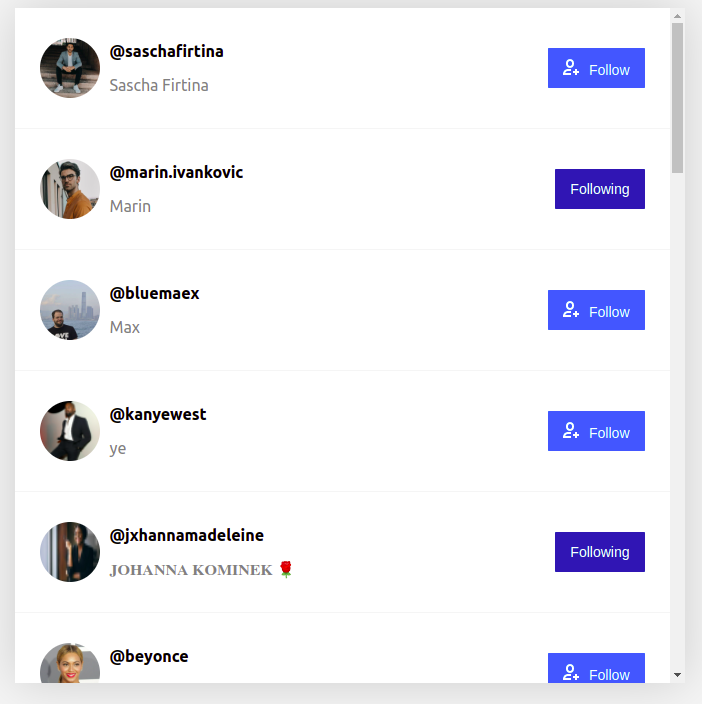 @saschafirtina
Sascha Firtina
Follow
@marin.ivankovic
Marin
Following
@bluemaex
Max
Follow
@kanyewest
ye
Follow
@jxhannamadeleine
JOHANNA KOMINEK 🌹
Following
@beyonce
Follow